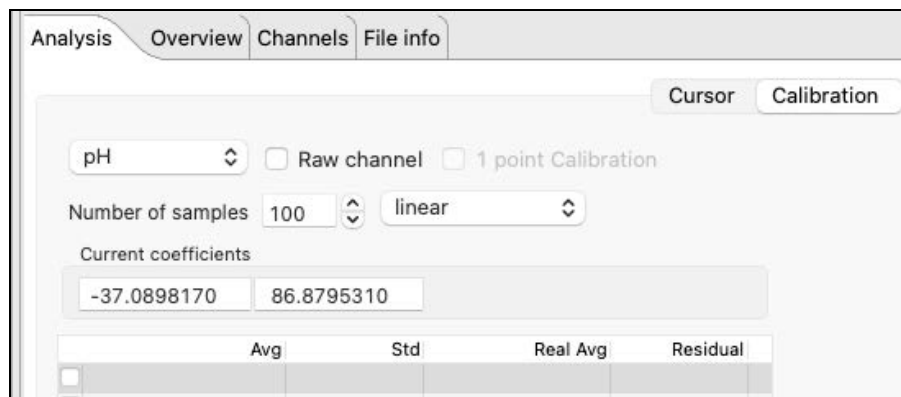 Analysis Overview Channels File info
Cursor Calibration
pH Raw channel 1 point Calibration
Number of samples 100 linear
Current coefficients
-37.0898170 86.8795310
Avg Std Real Avg Residual